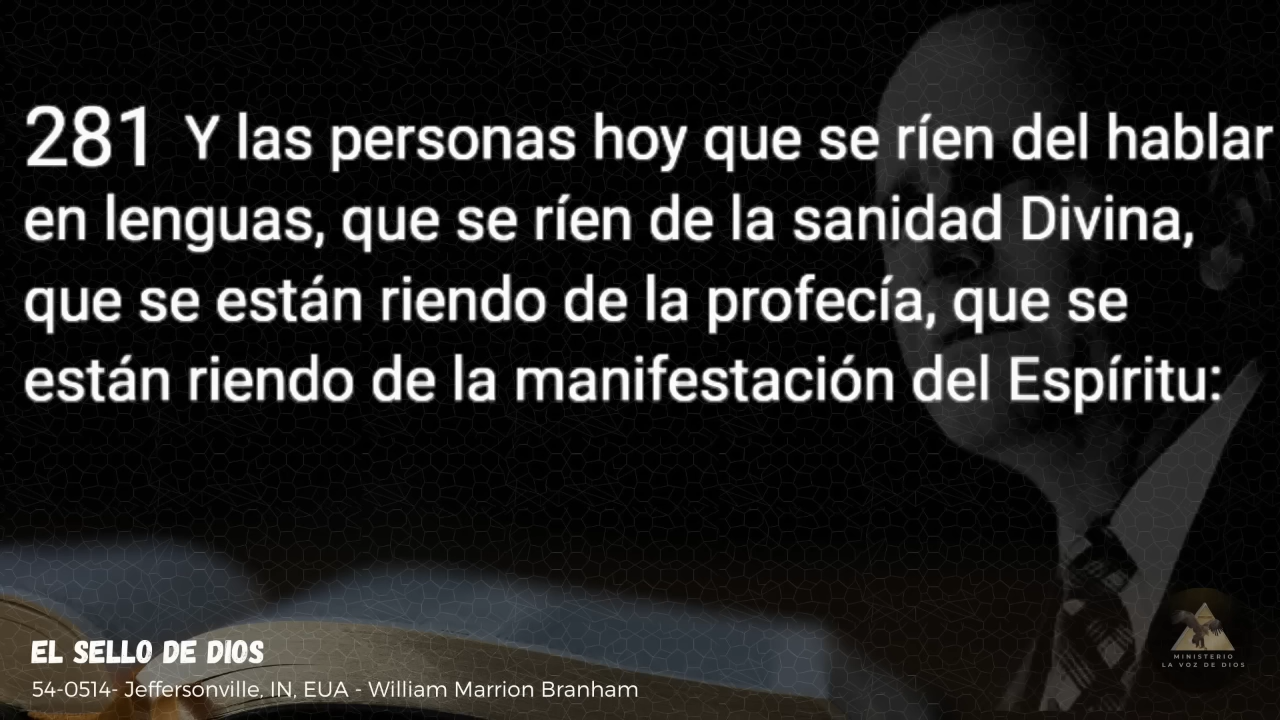 281 Y las personas hoy que se ríen del hablar
en lenguas, que se ríen de la sanidad Divina,
que se están riendo de la profecía, que se
están riendo de la manifestación del Espíritu:
EL SELLO DE DIOS
54-0514- Jeffersonville, IN, EUA - William Marrion Branham
MINISTERIO
LA VOZ DE DIOS